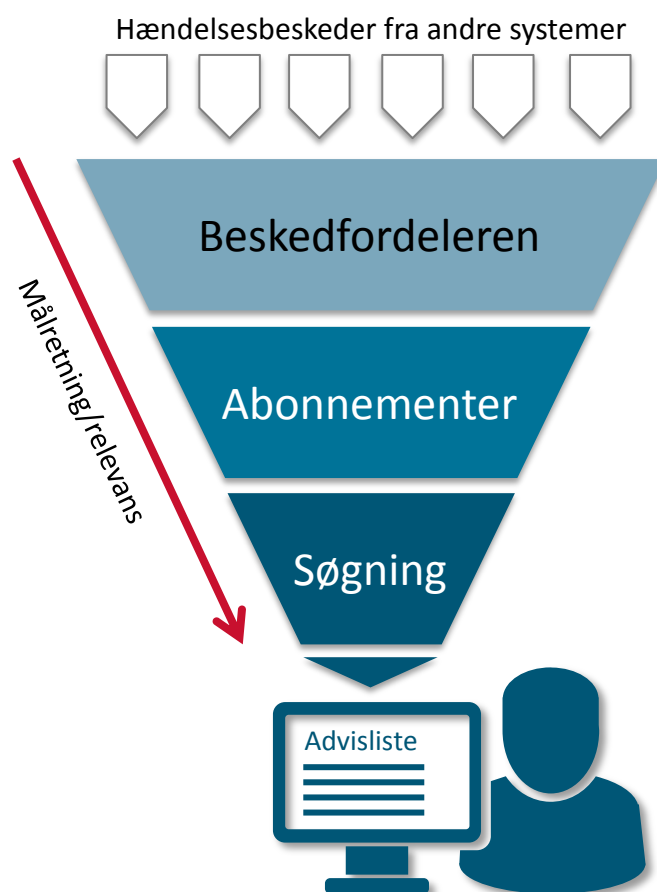 Hændelsesbeskeder fra andre systemer
Beskedfordeleren
Målretning/relevans
Abonnementer
Søgning
Advisliste